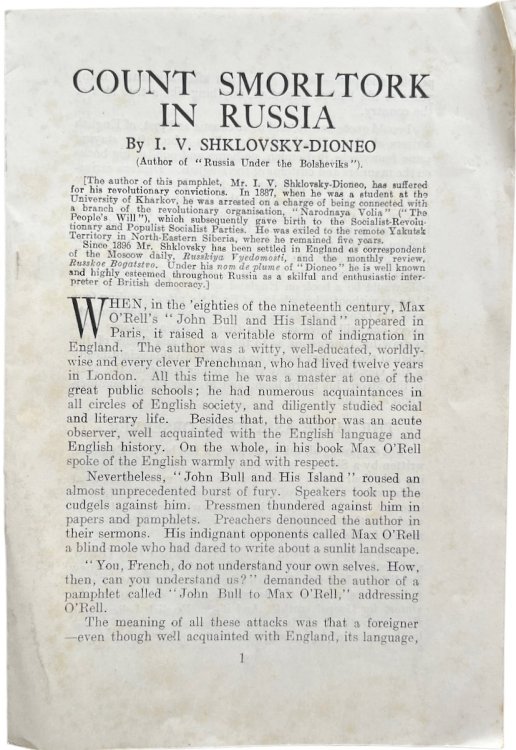 COUNT SMORLTORK
IN RUSSIA
By I. V. SHKLOVSKY-DIONEO
(Author of "Russia Under the Bolsheviks").
[The author of this pamphlet, Mr. I. V. Shklovsky-Dioneo, has suffered
for his revolutionary convictions. In 1887, when he was a student at the
University of Kharkov, he was arrested on a charge of being connected with
a branch of the revolutionary organisation, "Narodnaya Volia" ("The
People's Will"), which subsequently gave birth to the Socialist-Revolu-
tionary and Populist Socialist Parties. He was exiled to the remote Yakutsk
Territory in North-Eastern Siberia, where he remained five years.
Since 1896 Mr. Shklovsky has been settled in England as correspondent
of the Moscow daily, Russkiya Vyedomosti, and the monthly review,
Russkoe Bogatstvo. Under his nom de plume of "Dioneo" he is well known
and highly esteemed throughout Russia as a skilful and enthusiastic inter-
preter of British democracy.]
WHEN, in the 'eighties of the nineteenth century, Max
O'Rell's "John Bull and His Island" appeared in
Paris, it raised a veritable storm of indignation in
England. The author was a witty, well-educated, worldly-
wise and every clever Frenchman, who had lived twelve years
in London. All this time he was a master at one of the
great public schools; he had numerous acquaintances in
all circles of English society, and diligently studied social
and literary life. Besides that, the author was an acute
observer, well acquainted with the English language and
English history. On the whole, in his book Max O'Rell
spoke of the English warmly and with respect.
Nevertheless, "John Bull and His Island" roused an
almost unprecedented burst of fury. Speakers took up the
cudgels against him. Pressmen thundered against him in
papers and pamphlets. Preachers denounced the author in
their sermons. His indignant opponents called Max O'Rell
a blind mole who had dared to write about a sunlit landscape.
"You, French, do not understand your own selves. How,
then, can you understand us?" demanded the author of a
pamphlet called "John Bull to Max O'Rell," addressing
O'Rell.
The meaning of all these attacks was that a foreigner
—even though well acquainted with England, its language,
1